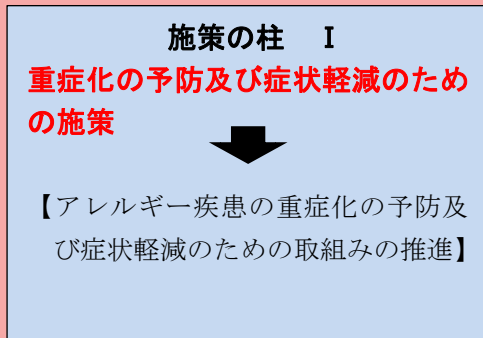 施策の柱　Ⅰ
重症化の予防及び症状軽減のため
の施策
【アレルギー疾患の重症化の予防及
び症状軽減のための取組みの推進】